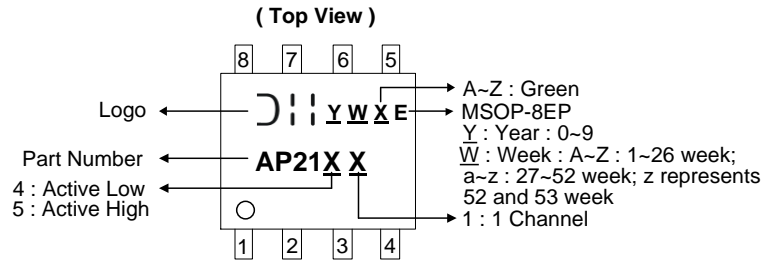 ( Top View )
8 7 6 5
Logo
Y W X E
A~Z : Green
MSOP-8EP
Y : Year : 0~9
W : Week : A~Z : 1~26 week;
a~z : 27~52 week; z represents
52 and 53 week
Part Number
AP21X X
4 : Active Low
5 : Active High
1 : 1 Channel
1 2 3 4